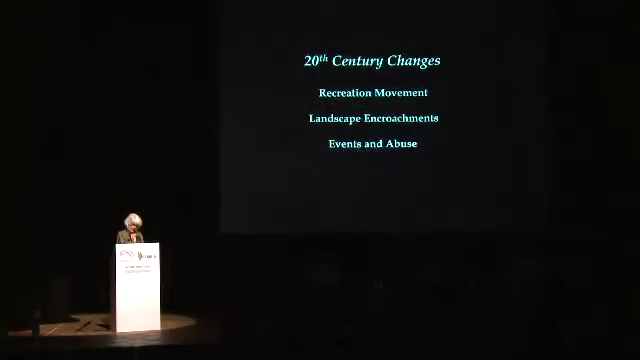 20th Century Changes
Recreation Movement
Landscape Encroachments
Events and Abuse